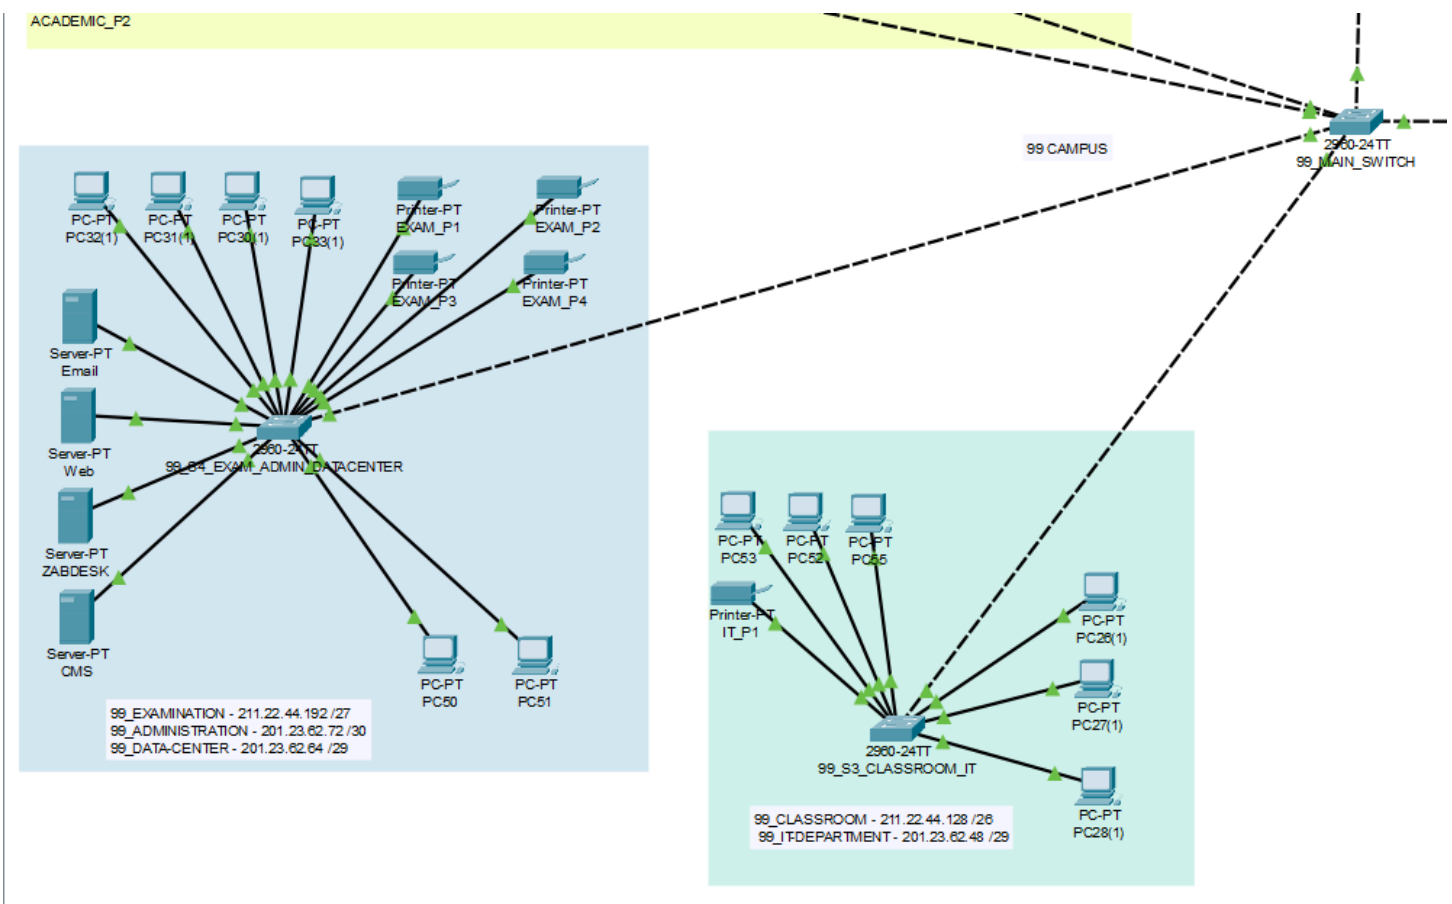 ACADEMIC_P2
99 CAMPUS
2960-24TT
99_MAIN_SWITCH
PC-PT
PC32(1)
PC-PT
PC31(1)
PC-PT
PC30(1)
PC-PT
PC33(1)
Printer-PT
EXAM_P1
Printer-PT
EXAM_P2
Printer-PT
EXAM_P3
Printer-PT
EXAM_P4
Server-PT
Email
Server-PT
Web
Server-PT
ZABDESK
Server-PT
CMS
2960-24TT
99_S4_EXAM_ADMIN_DATACENTER
PC-PT
PC50
PC-PT
PC51
99_EXAMINATION - 211.22.44.192 /27
99_ADMINISTRATION - 201.23.62.72 /30
99_DATA-CENTER - 201.23.62.64 /29
PC-PT
PC53
PC-PT
PC52
PC-PT
PC55
Printer-PT
IT_P1
PC-PT
PC26(1)
PC-PT
PC27(1)
PC-PT
PC28(1)
2960-24TT
99_S3_CLASSROOM_IT
99_CLASSROOM - 211.22.44.128 /26
99_IT-DEPARTMENT - 201.23.62.48 /29